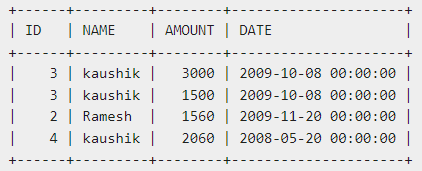 +------+---------+--------+---------------------+
| ID   | NAME    | AMOUNT | DATE                |
+------+---------+--------+---------------------+
|    3 | kaushik |   3000 | 2009-10-08 00:00:00 |
|    3 | kaushik |   1500 | 2009-10-08 00:00:00 |
|    2 | Ramesh  |   1560 | 2009-11-20 00:00:00 |
|    4 | kaushik |   2060 | 2008-05-20 00:00:00 |
+------+---------+--------+---------------------+